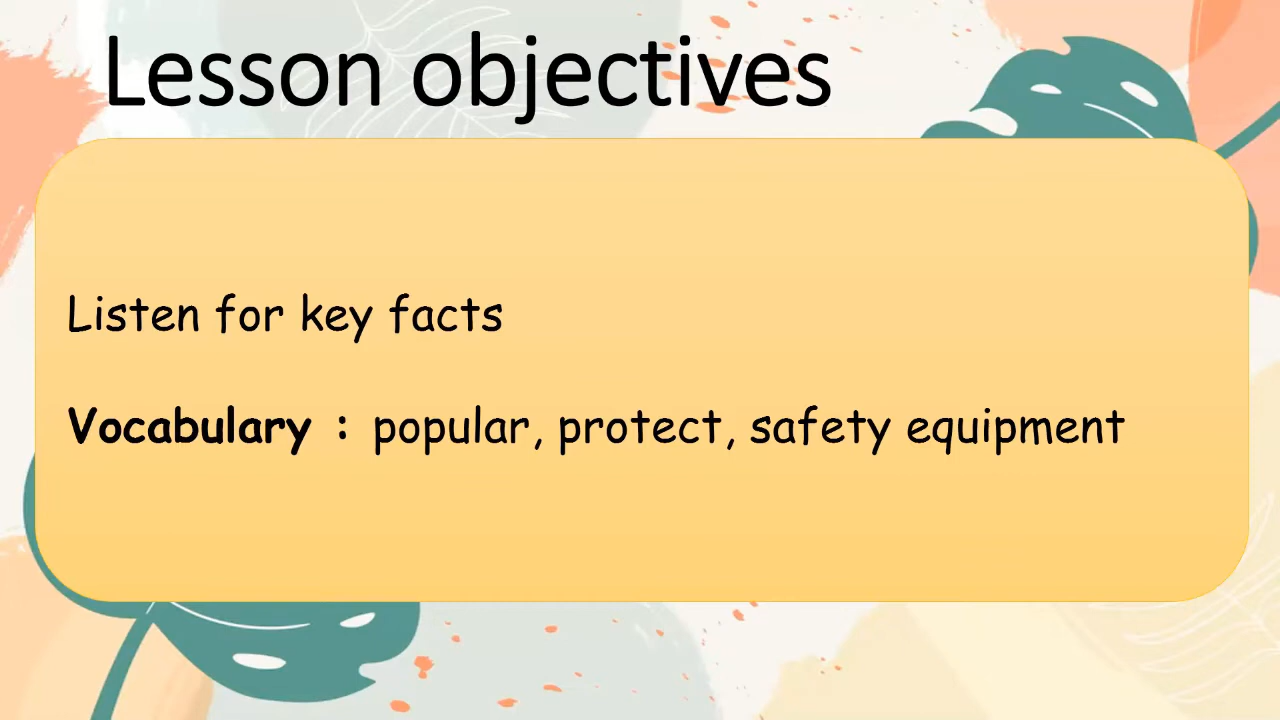 Lesson objectives
Listen for key facts
Vocabulary : popular, protect, safety equipment